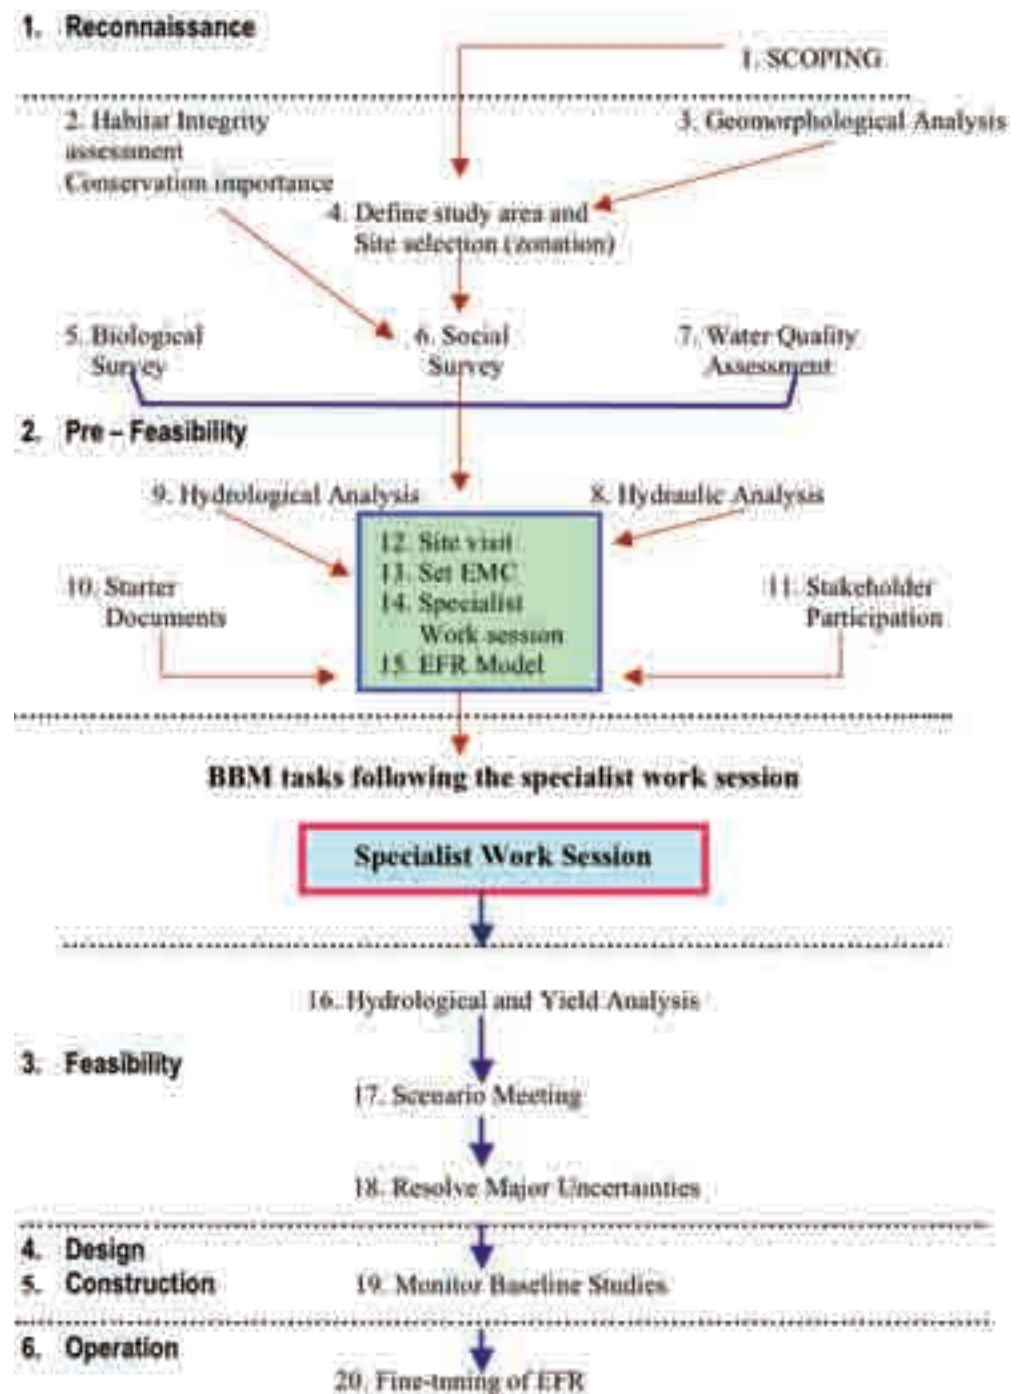 1. Reconnaissance
1. SCOPING
2. Habitat Integrity
assessment
Conservation importance
3. Geomorphological Analysis
4. Define study area and
Site selection (zonation)
5. Biological
Survey
6. Social
Survey
7. Water Quality
Assessment
2. Pre – Feasibility
9. Hydrological Analysis
8. Hydraulic Analysis
10. Starter
Documents
12. Site visit
13. Set EMC
14. Specialist
Work session
15. EFR Model
11. Stakeholder
Participation
BBM tasks following the specialist work session
Specialist Work Session
16. Hydrological and Yield Analysis
3. Feasibility
17. Scenario Meeting
18. Resolve Major Uncertainties
4. Design
5. Construction
19. Monitor Baseline Studies
6. Operation
20. Fine-tuning of EFR